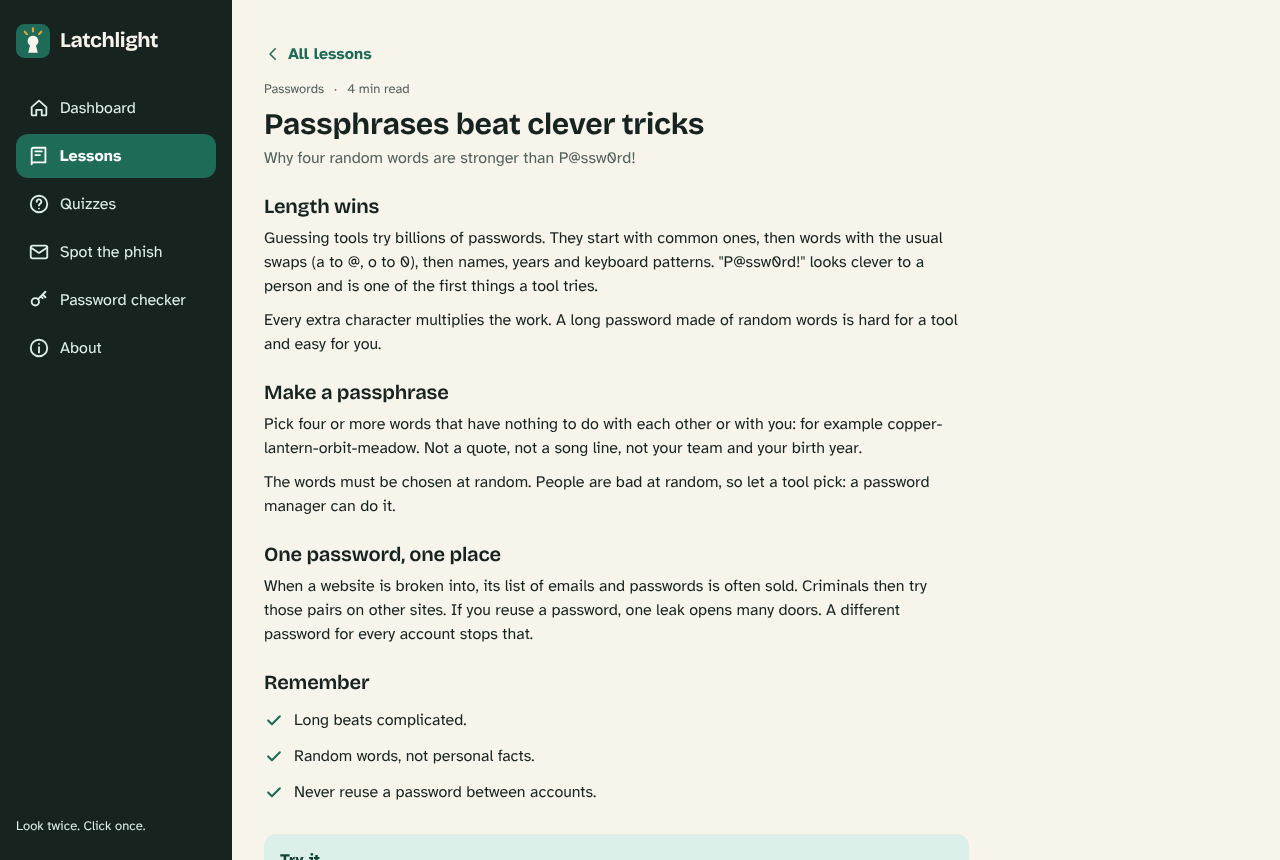 Latchlight
Dashboard
Lessons
Quizzes
Spot the phish
Password checker
About
Look twice. Click once.
All lessons
Passwords · 4 min read
Passphrases beat clever tricks
Why four random words are stronger than P@ssw0rd!
Length wins
Guessing tools try billions of passwords. They start with common ones, then words with the usual
swaps (a to @, o to 0), then names, years and keyboard patterns. "P@ssw0rd!" looks clever to a
person and is one of the first things a tool tries.
Every extra character multiplies the work. A long password made of random words is hard for a tool
and easy for you.
Make a passphrase
Pick four or more words that have nothing to do with each other or with you: for example copper-
lantern-orbit-meadow. Not a quote, not a song line, not your team and your birth year.
The words must be chosen at random. People are bad at random, so let a tool pick: a password
manager can do it.
One password, one place
When a website is broken into, its list of emails and passwords is often sold. Criminals then try
those pairs on other sites. If you reuse a password, one leak opens many doors. A different
password for every account stops that.
Remember
Long beats complicated.
Random words, not personal facts.
Never reuse a password between accounts.
Try it